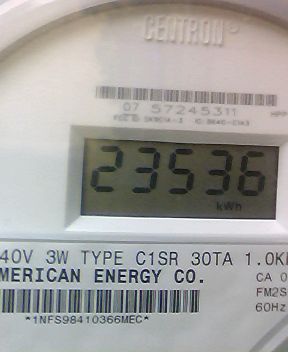 CENTRON®
07 57245311
23536
kWh
40V 3W TYPE C1SR 30TA 1.0K
MERICAN ENERGY CO.
CA 0
FM2S
60Hz
*1NFS98410366MEC*